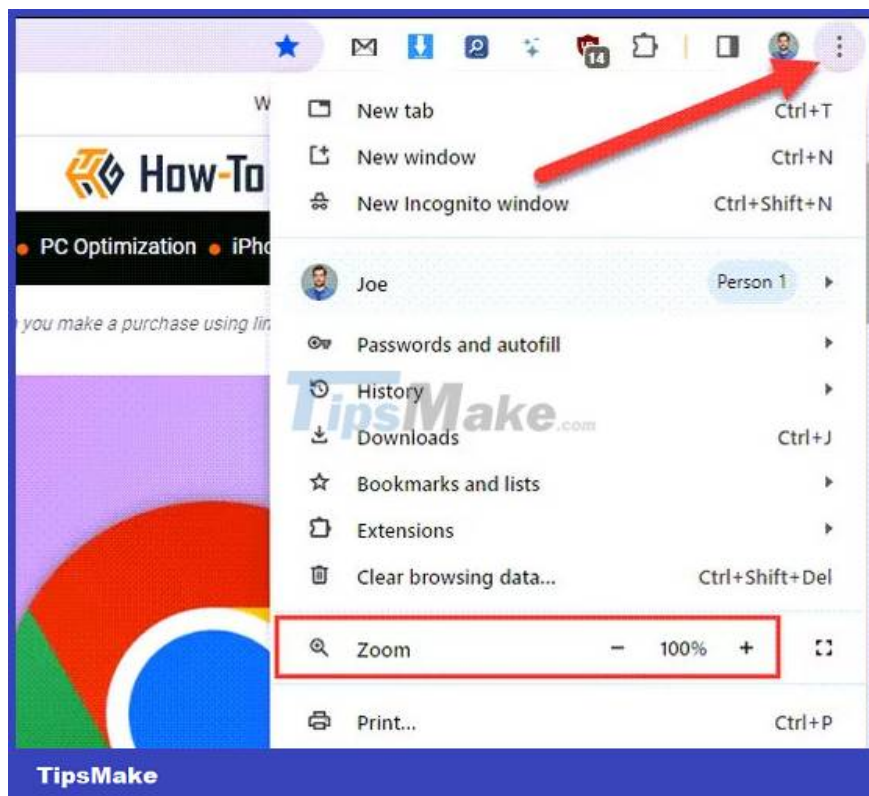 14
W
New tab Ctrl+T
New window Ctrl+N
How-To
New Incognito window Ctrl+Shift+N
PC Optimization iPho
Joe Person 1
you make a purchase using lin
Passwords and autofill
History
TipsMake.com
Downloads Ctrl+J
Bookmarks and lists
Extensions
Clear browsing data... Ctrl+Shift+Del
Zoom - 100% +
Print... Ctrl+P
TipsMake